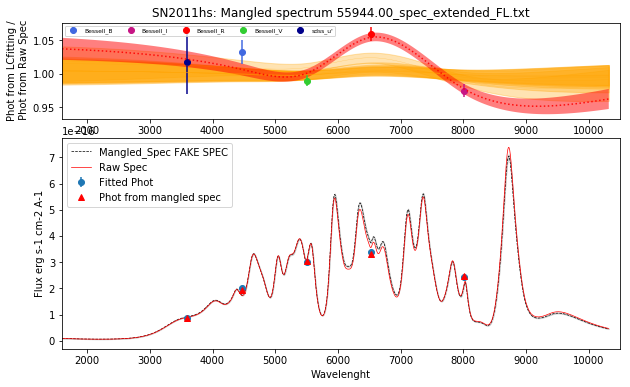 SN2011hs: Mangled spectrum 55944.00_spec_extended_FL.txt
Bessell_B Bessell_I Bessell_R Bessell_V sdss_u'
Phot from LCfitting /
Phot from Raw Spec
1.05
1.00
0.95
2000 3000 4000 5000 6000 7000 8000 9000 10000
1e−16
Mangled_Spec FAKE SPEC
Raw Spec
Fitted Phot
Phot from mangled spec
Flux erg s-1 cm-2 A-1
7
6
5
4
3
2
1
0
2000 3000 4000 5000 6000 7000 8000 9000 10000
Wavelenght